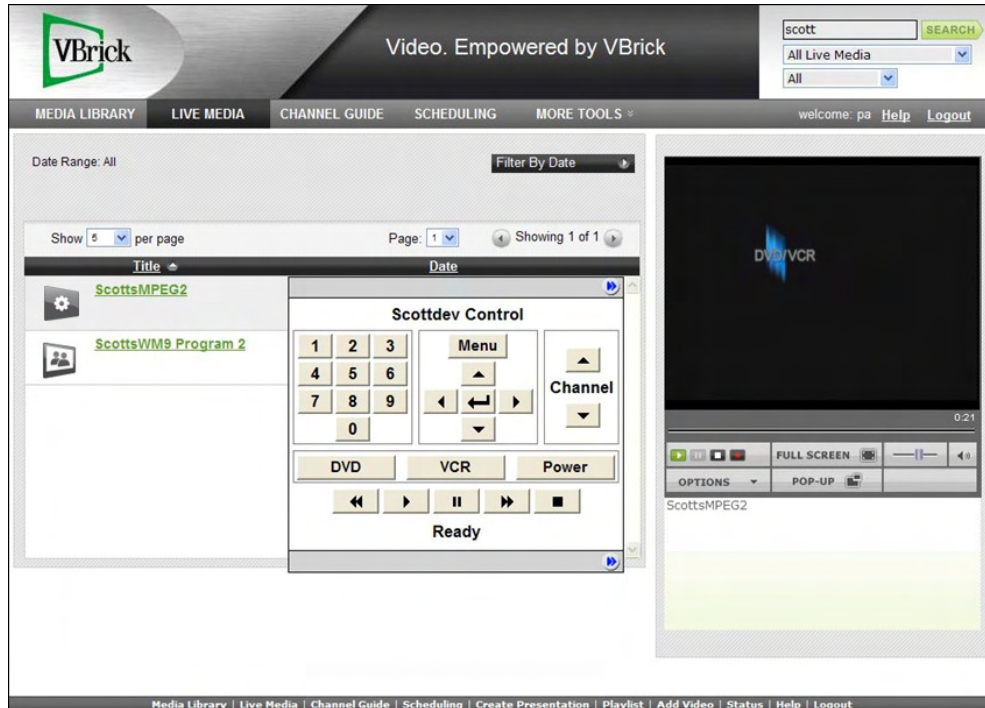 VBrick
Video. Empowered by VBrick
scott
SEARCH
All Live Media
All
MEDIA LIBRARY LIVE MEDIA CHANNEL GUIDE SCHEDULING MORE TOOLS
welcome: pa Help Logout
Date Range: All
Filter By Date
Show 5 per page
Page: 1
Showing 1 of 1
Title Date
ScottsMPEG2
ScottsWM9 Program 2
Scottdev Control
1 2 3
Menu
4 5 6
Channel
7 8 9
0
DVD VCR Power
Ready
DVD/VCR
0:21
FULL SCREEN
OPTIONS POP-UP
ScottsMPEG2
Media Library | Live Media | Channel Guide | Scheduling | Create Presentation | Playlist | Add Video | Status | Help | Logout